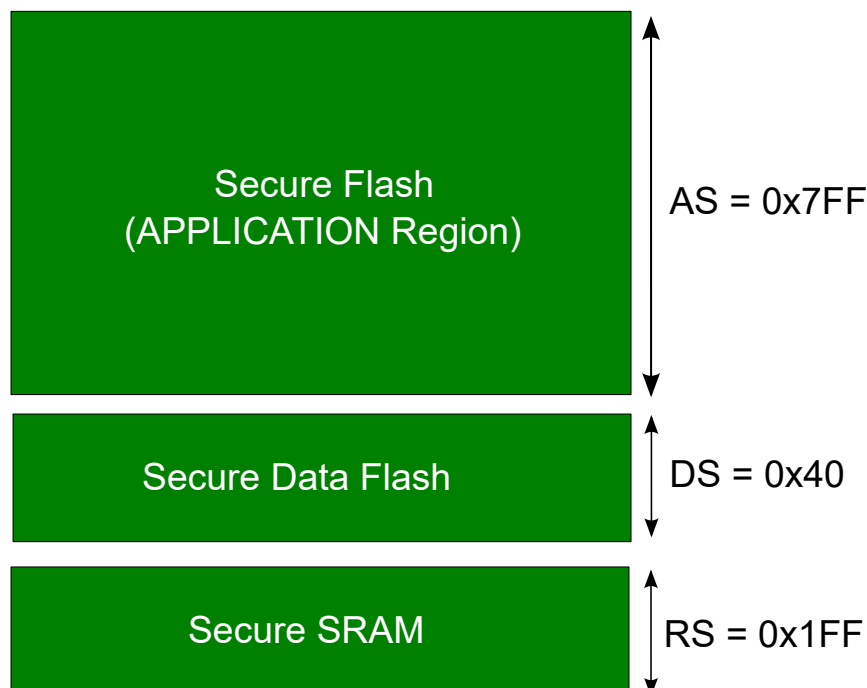 Secure Flash
(APPLICATION Region)
AS = 0x7FF
Secure Data Flash
DS = 0x40
Secure SRAM
RS = 0x1FF